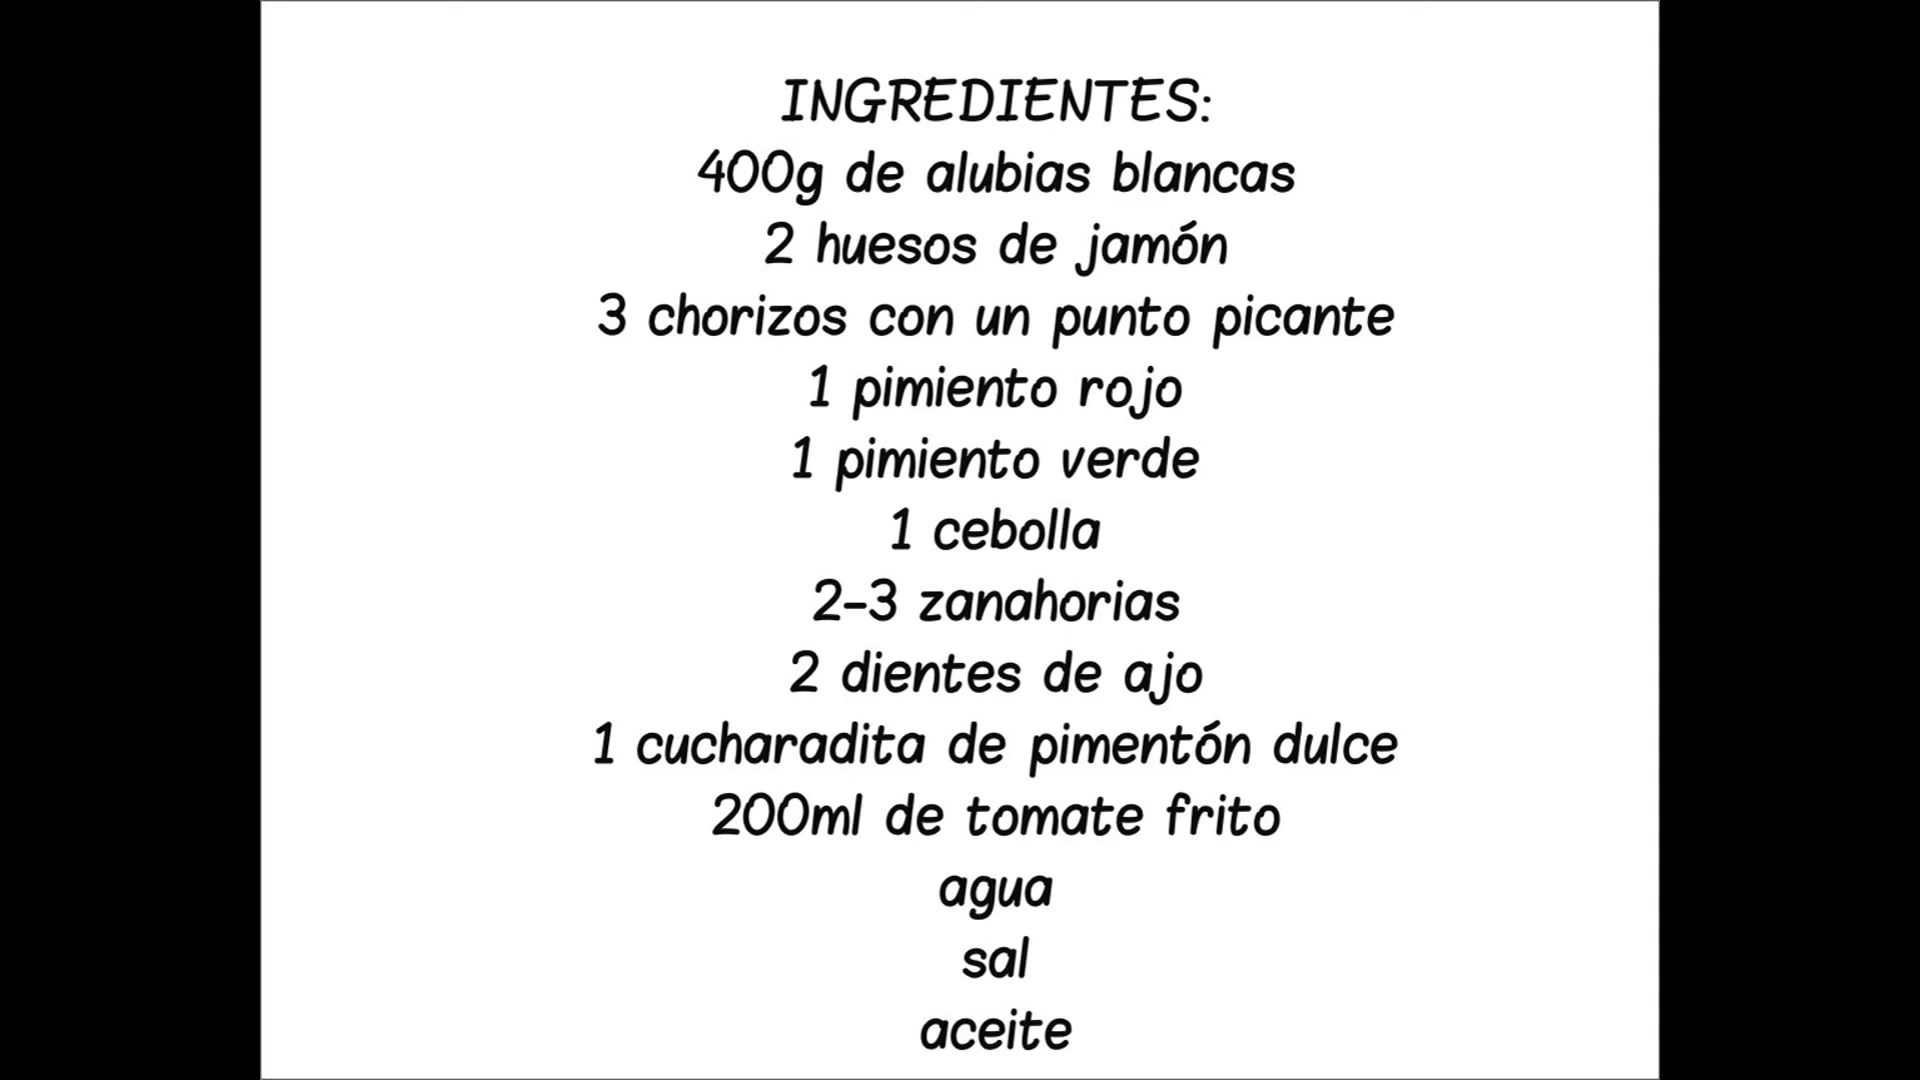 INGREDIENTES:
400g de alubias blancas
2 huesos de jamón
3 chorizos con un punto picante
1 pimiento rojo
1 pimiento verde
1 cebolla
2-3 zanahorias
2 dientes de ajo
1 cucharadita de pimentón dulce
200ml de tomate frito
agua
sal
aceite